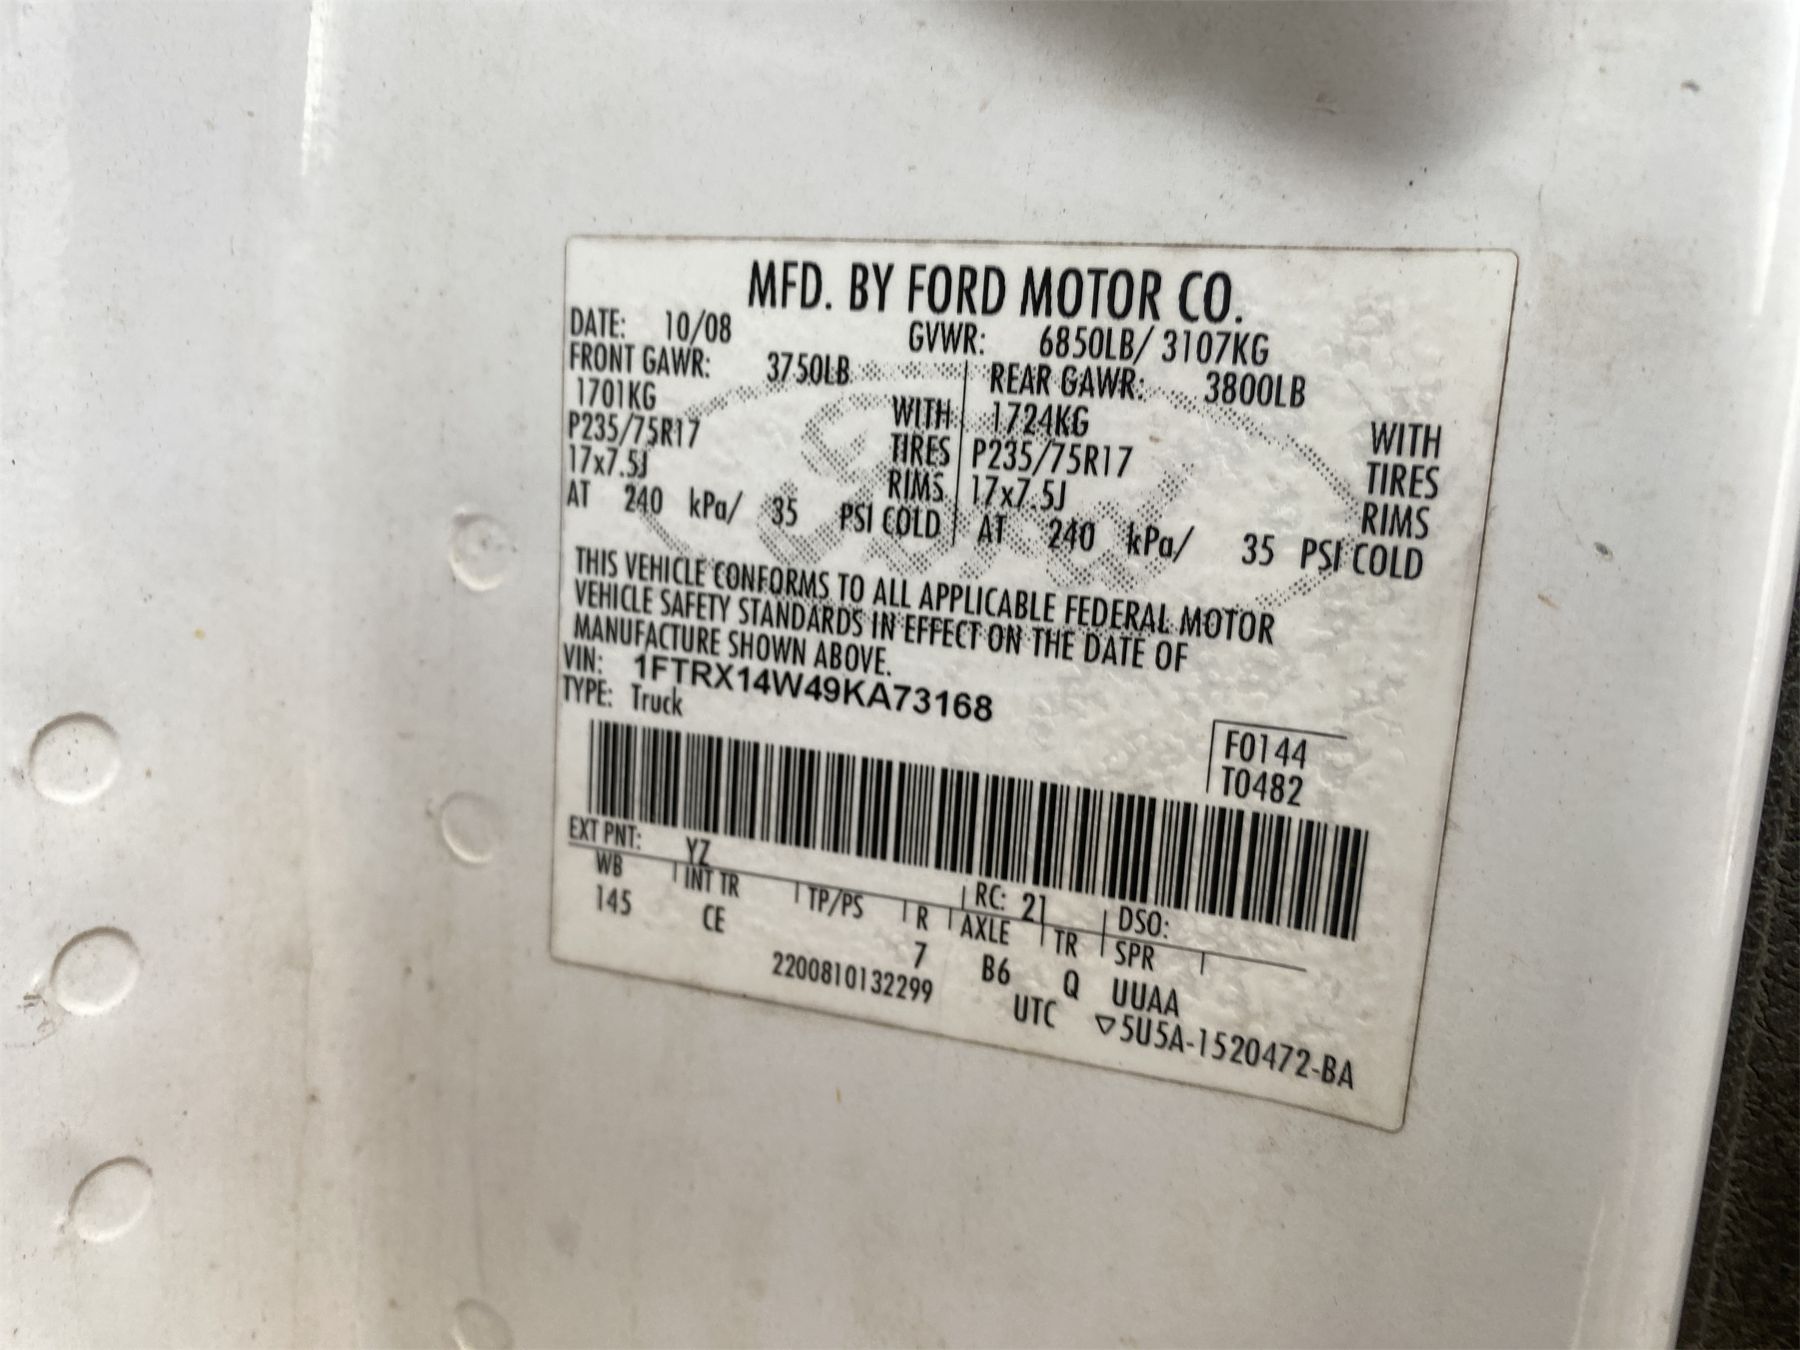 MFD. BY FORD MOTOR CO.
DATE: 10/08 GVWR: 6850LB/ 3107KG
FRONT GAWR: 3750LB REAR GAWR: 3800LB
1701KG WITH 1724KG WITH
P235/75R17 TIRES P235/75R17 TIRES
17x7.5J RIMS 17x7.5J RIMS
AT 240 kPa/ 35 PSI COLD AT 240 kPa/ 35 PSI COLD
THIS VEHICLE CONFORMS TO ALL APPLICABLE FEDERAL MOTOR
VEHICLE SAFETY STANDARDS IN EFFECT ON THE DATE OF
MANUFACTURE SHOWN ABOVE.
VIN: 1FTRX14W49KA73168
TYPE: Truck
F0144
T0482
EXT PNT: YZ RC: 21 DSO:
WB INT TR TP/PS R AXLE TR SPR
145 CE 7 B6 Q UUAA
2200810132299 UTC ▽5U5A-1520472-BA